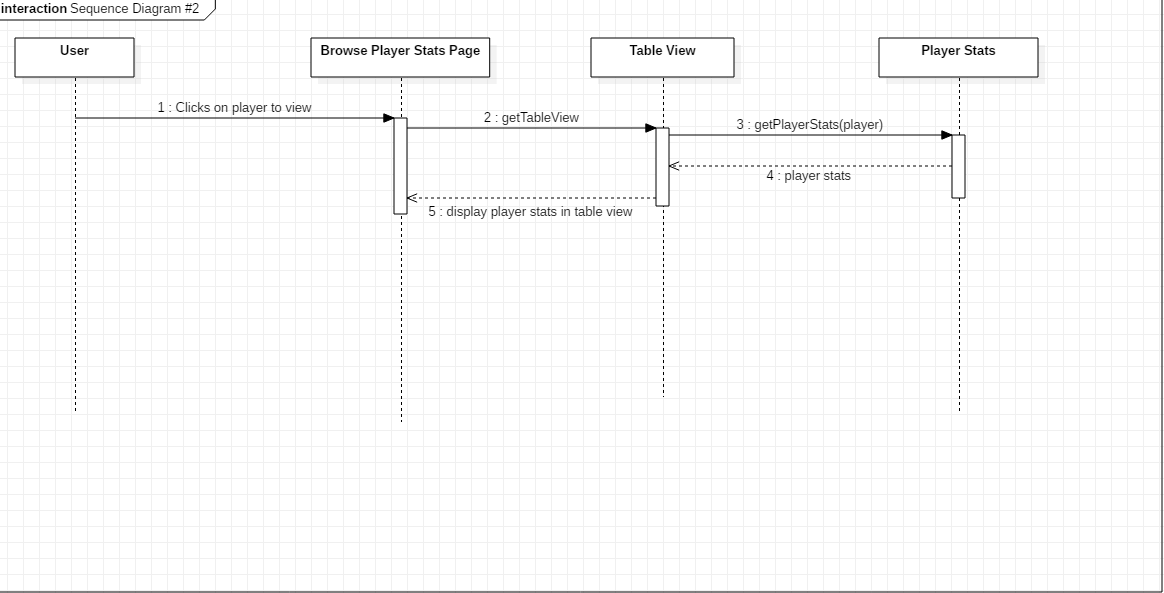 interaction Sequence Diagram #2
User
Browse Player Stats Page
Table View
Player Stats
1 : Clicks on player to view
2 : getTableView
3 : getPlayerStats(player)
4 : player stats
5 : display player stats in table view